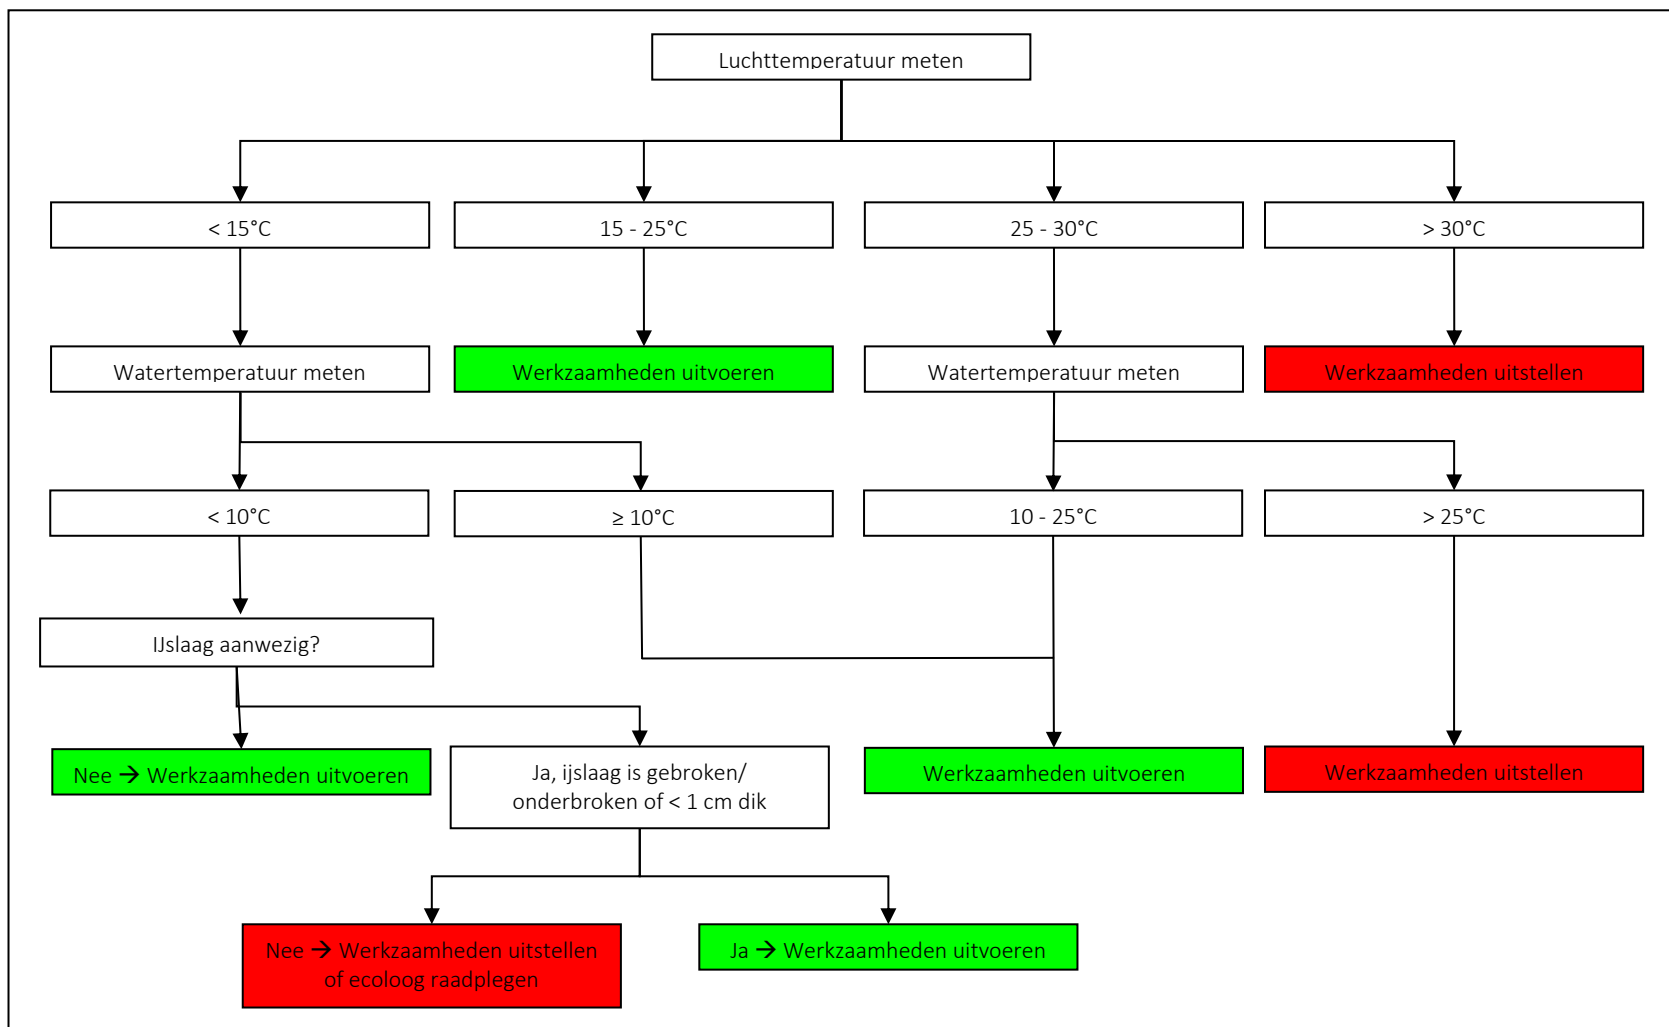 Luchttemperatuur meten
< 15°C
15 - 25°C
25 - 30°C
> 30°C
Watertemperatuur meten
Werkzaamheden uitvoeren
Watertemperatuur meten
Werkzaamheden uitstellen
< 10°C
≥ 10°C
10 - 25°C
> 25°C
IJslaag aanwezig?
Nee → Werkzaamheden uitvoeren
Ja, ijslaag is gebroken/
onderbroken of < 1 cm dik
Werkzaamheden uitvoeren
Werkzaamheden uitstellen
Nee → Werkzaamheden uitstellen
of ecoloog raadplegen
Ja → Werkzaamheden uitvoeren